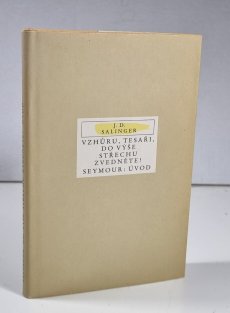 J. D.
SALINGER
VZHŮRU, TESAŘI,
DO VÝŠE
STŘECHU
ZVEDNĚTE!
SEYMOUR: ÚVOD